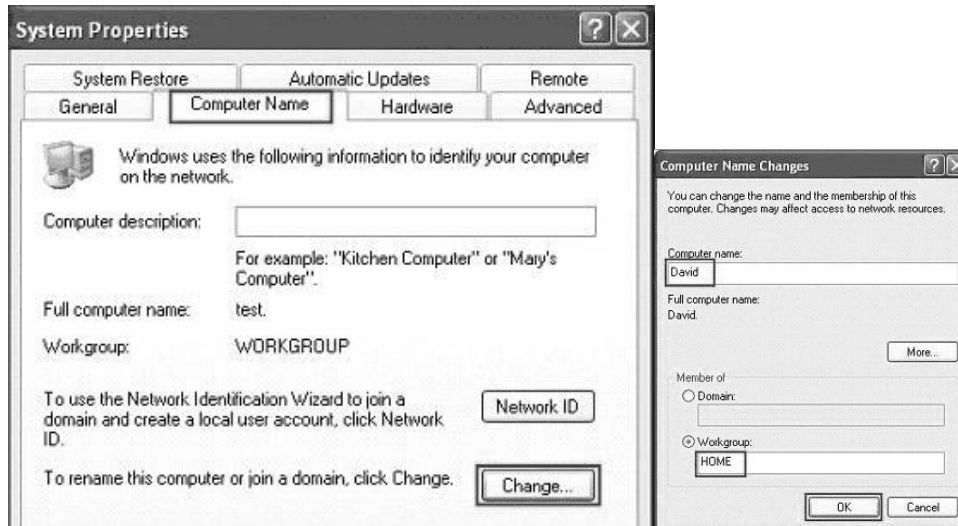 System Properties
System Restore
Automatic Updates
Remote
General
Computer Name
Hardware
Advanced
Windows uses the following information to identify your computer
on the network.
Computer description:
For example: "Kitchen Computer" or "Mary's
Computer".
Full computer name:
test.
Workgroup:
WORKGROUP
To use the Network Identification Wizard to join a
domain and create a local user account, click Network
ID.
Network ID
To rename this computer or join a domain, click Change.
Change...
Computer Name Changes
You can change the name and the membership of this
computer. Changes may affect access to network resources.
Computer name:
David
Full computer name:
David.
More...
Member of
Domain:
Workgroup:
HOME
OK
Cancel